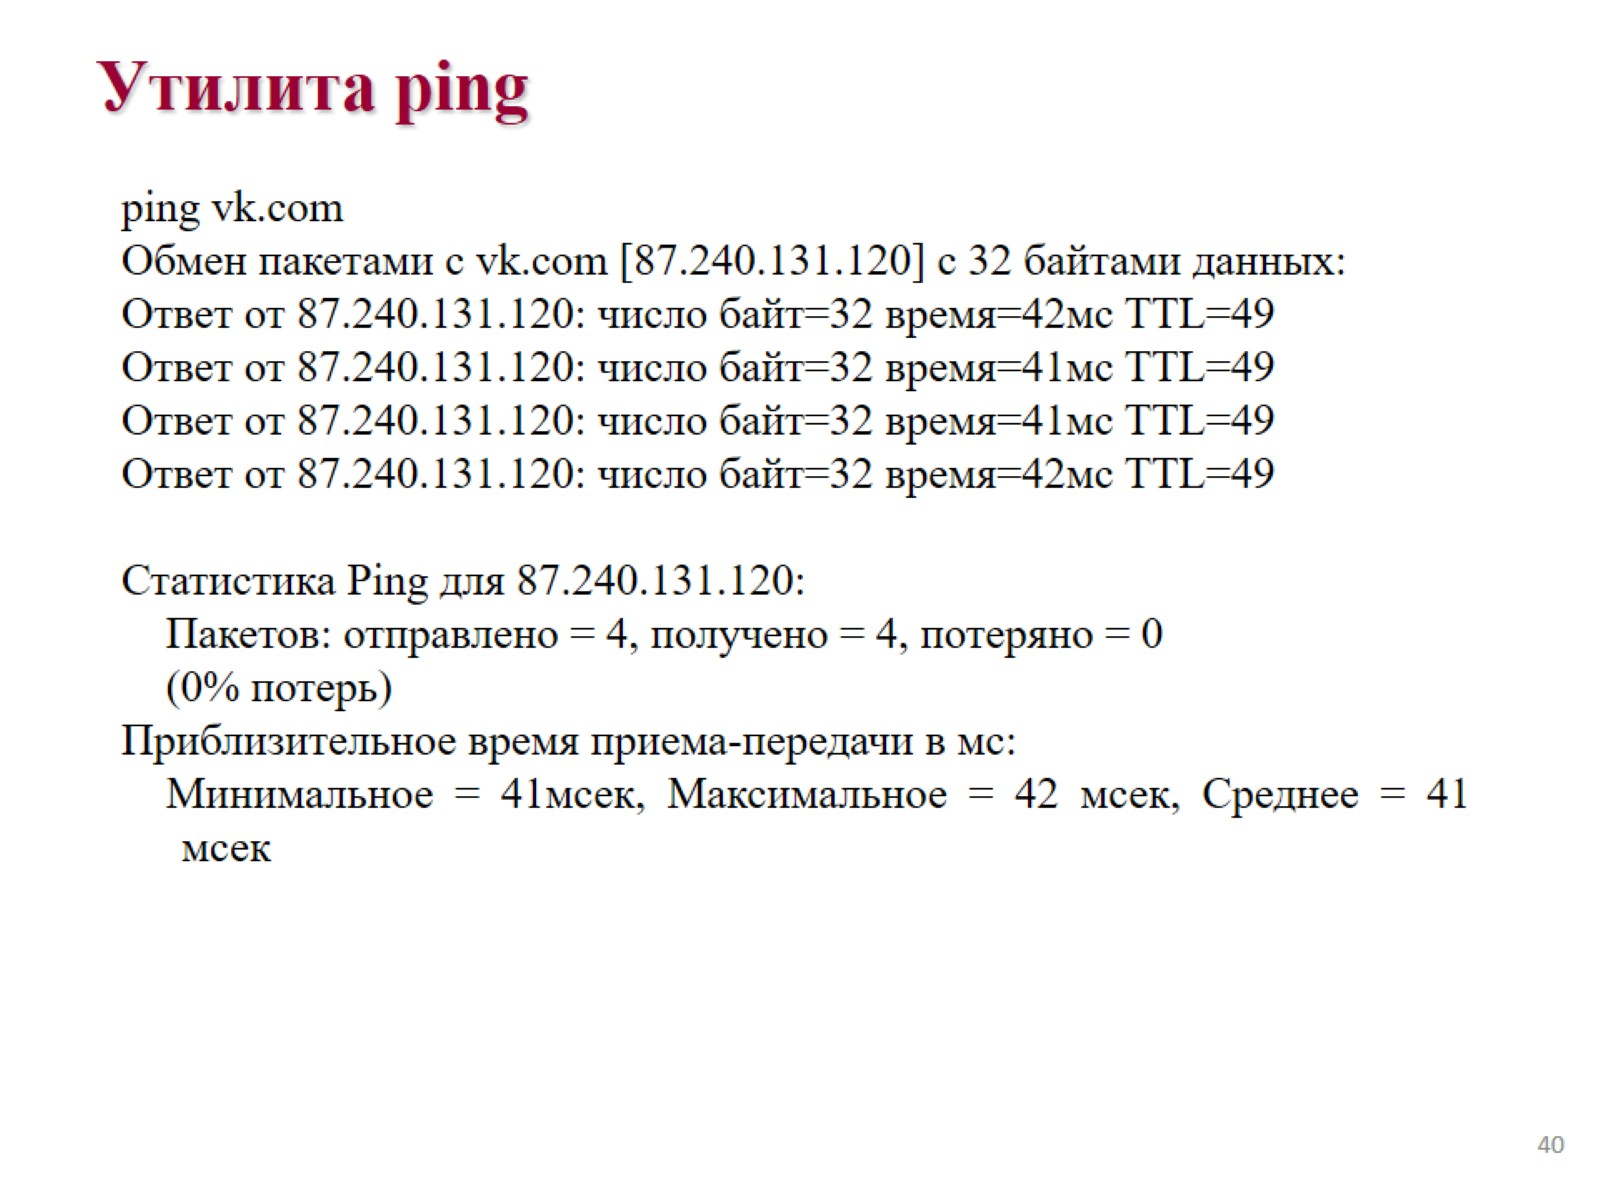 Утилита ping
ping vk.com
Обмен пакетами с vk.com [87.240.131.120] с 32 байтами данных:
Ответ от 87.240.131.120: число байт=32 время=42мс TTL=49
Ответ от 87.240.131.120: число байт=32 время=41мс TTL=49
Ответ от 87.240.131.120: число байт=32 время=41мс TTL=49
Ответ от 87.240.131.120: число байт=32 время=42мс TTL=49
Статистика Ping для 87.240.131.120:
Пакетов: отправлено = 4, получено = 4, потеряно = 0
(0% потерь)
Приблизительное время приема-передачи в мс:
Минимальное = 41мсек, Максимальное = 42 мсек, Среднее = 41
мсек
40